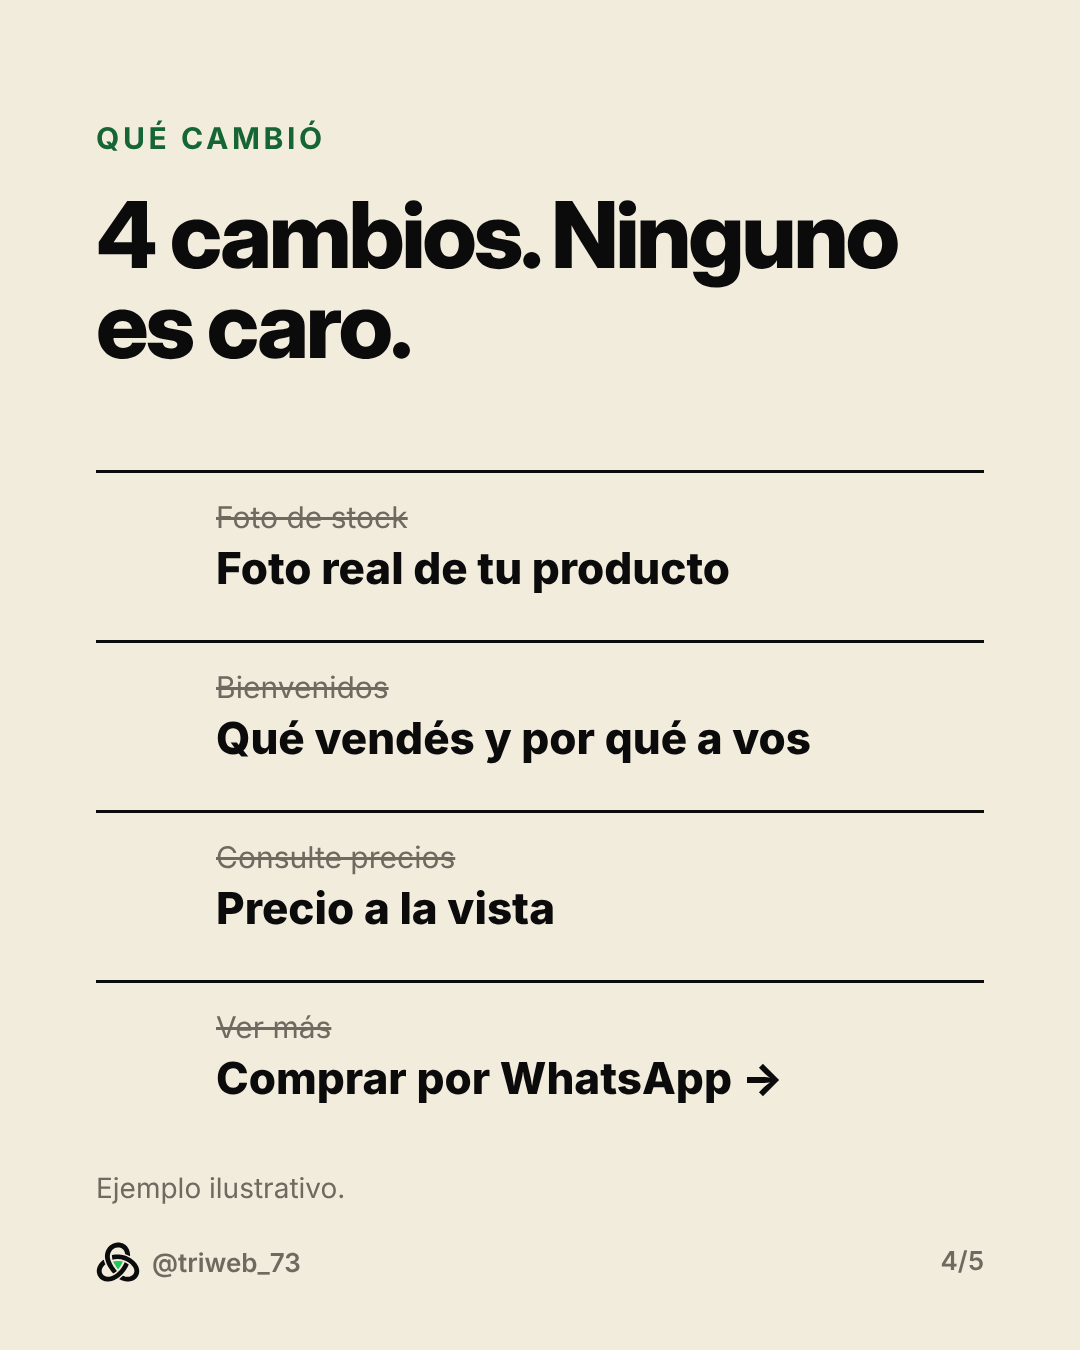 QUÉ CAMBIÓ
4 cambios. Ninguno
es caro.
Foto de stock
Foto real de tu producto
Bienvenidos
Qué vendés y por qué a vos
Consulte precios
Precio a la vista
Ver más
Comprar por WhatsApp →
Ejemplo ilustrativo.
@triweb_73
4/5